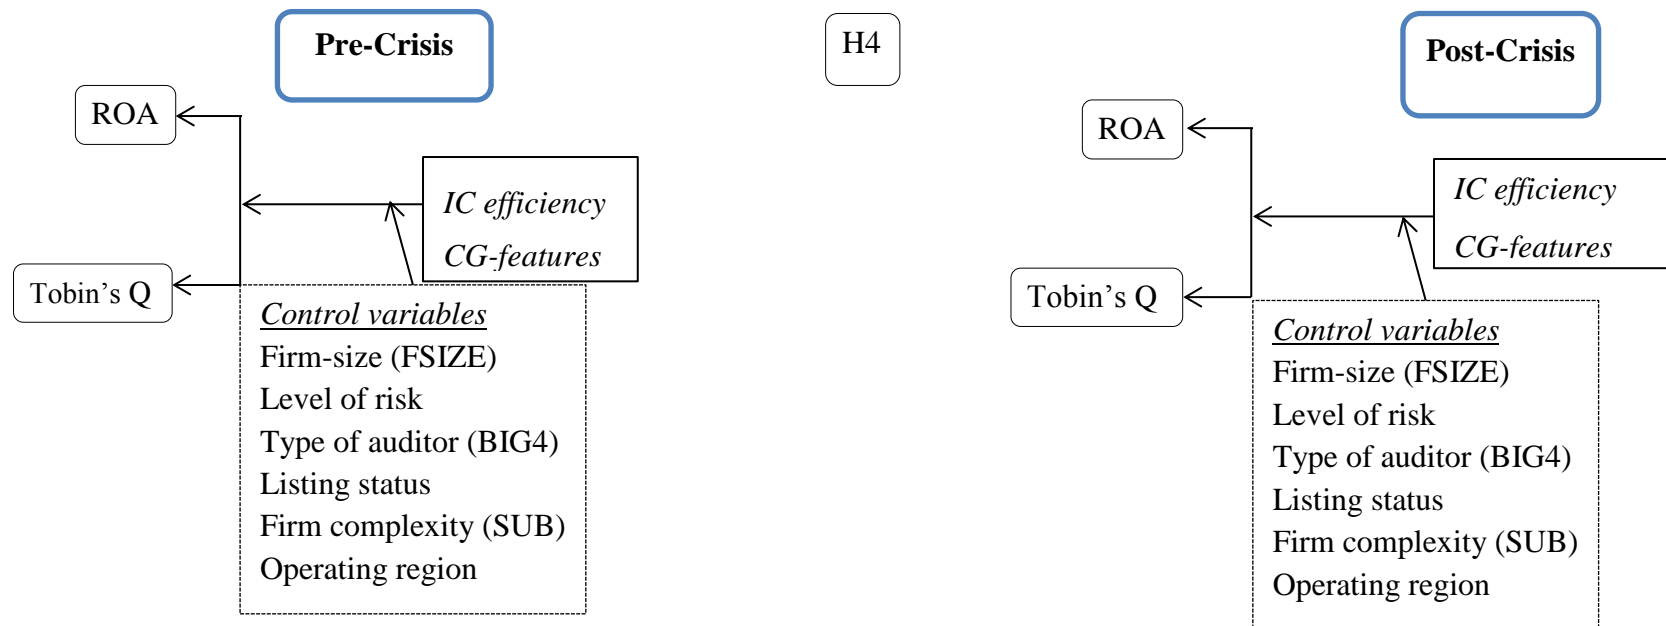 Pre-Crisis
H4
Post-Crisis
ROA
IC efficiency
CG-features
Tobin’s Q
Control variables
Firm-size (FSIZE)
Level of risk
Type of auditor (BIG4)
Listing status
Firm complexity (SUB)
Operating region
ROA
IC efficiency
CG-features
Tobin’s Q
Control variables
Firm-size (FSIZE)
Level of risk
Type of auditor (BIG4)
Listing status
Firm complexity (SUB)
Operating region